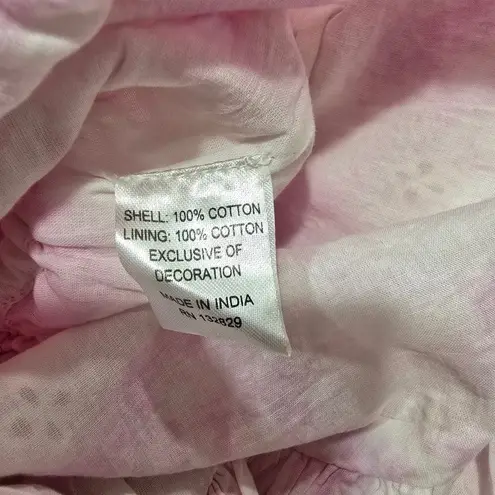 SHELL: 100% COTTON
LINING: 100% COTTON
EXCLUSIVE OF
DECORATION
MADE IN INDIA
RN 132829